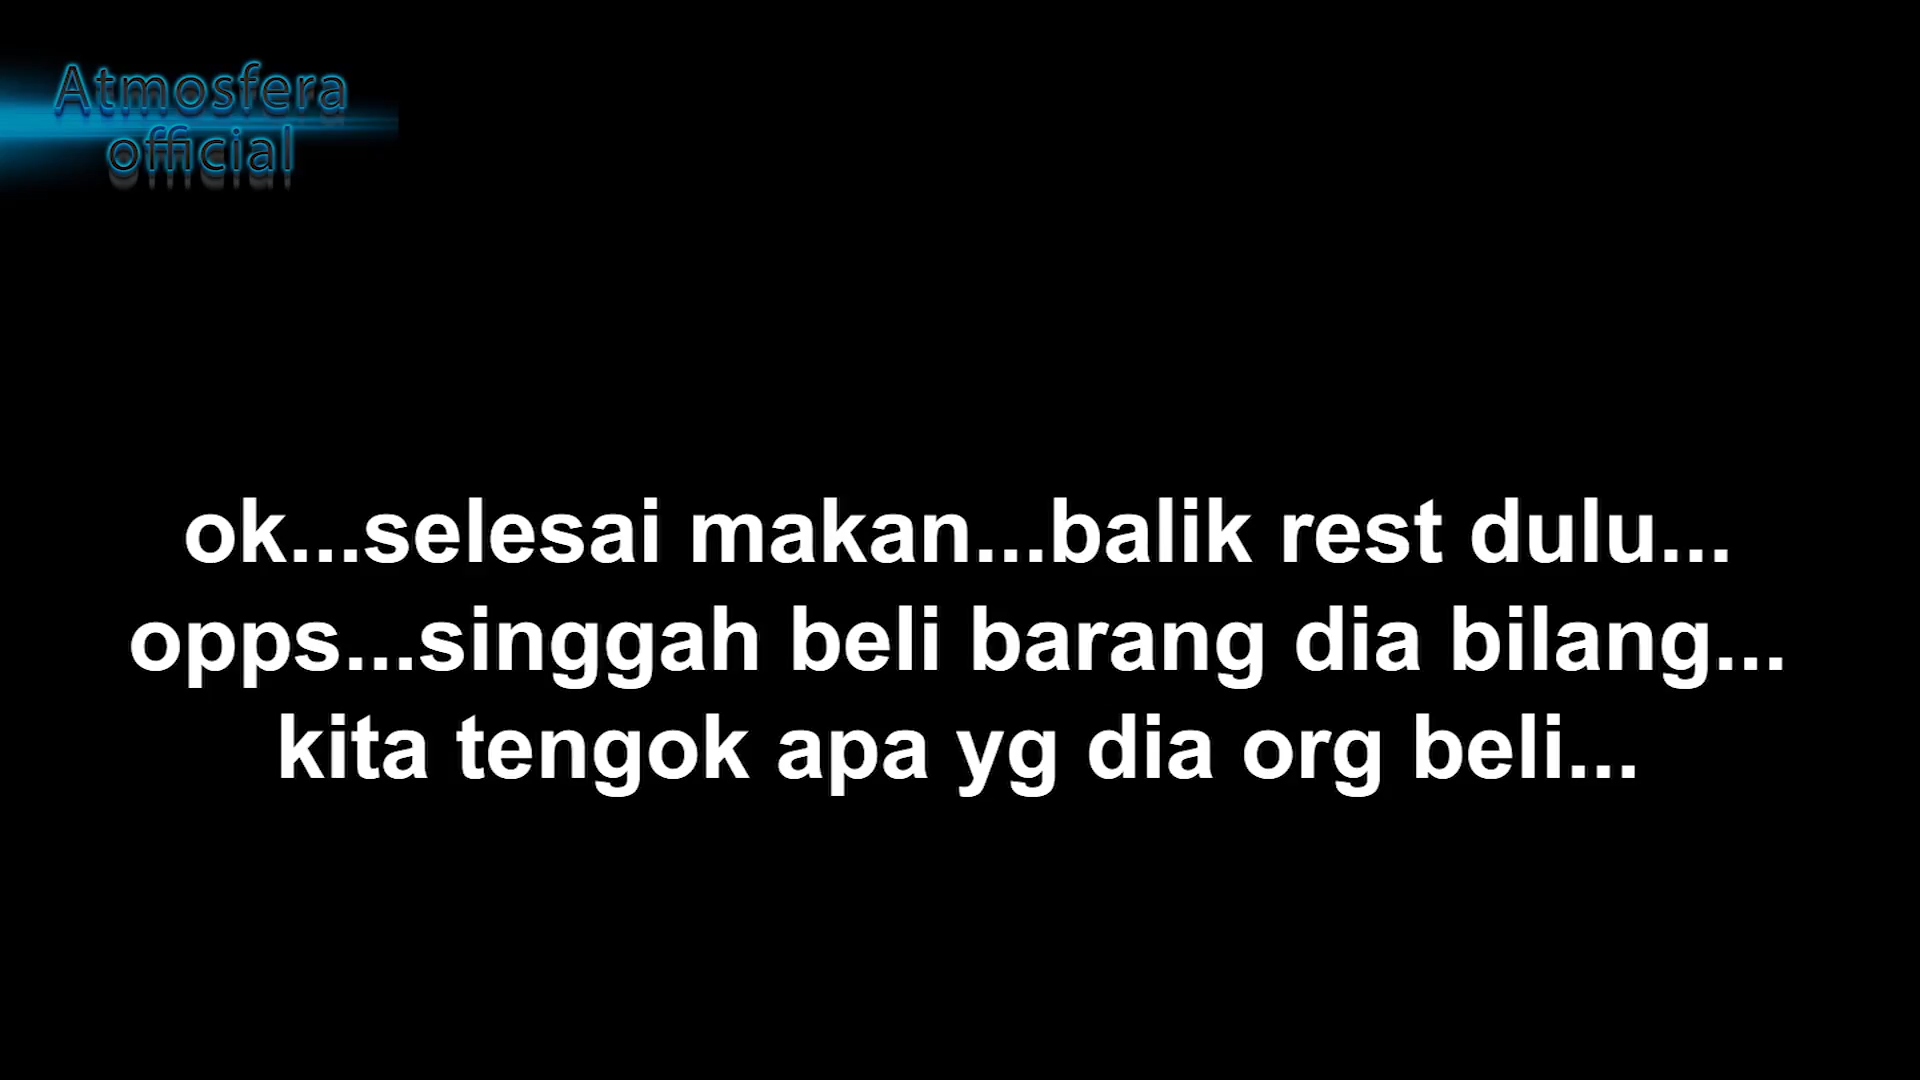 Atmosfera
official
ok...selesai makan...balik rest dulu...
opps...singgah beli barang dia bilang...
kita tengok apa yg dia org beli...